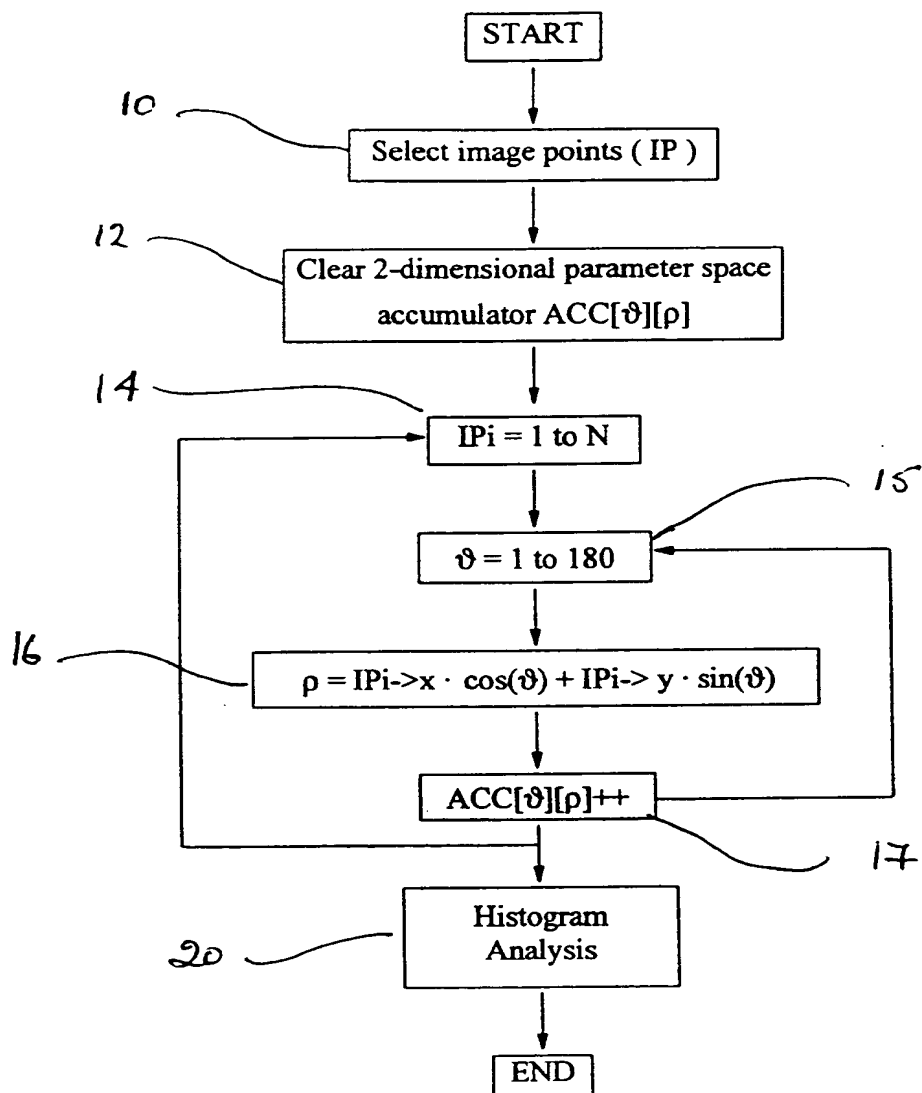 START
10
Select image points ( IP )
12
Clear 2-dimensional parameter space
accumulator ACC[ϑ][ρ]
14
IPi = 1 to N
15
ϑ = 1 to 180
16
ρ = IPi->x · cos(ϑ) + IPi-> y · sin(ϑ)
ACC[ϑ][ρ]++
17
Histogram
Analysis
20
END